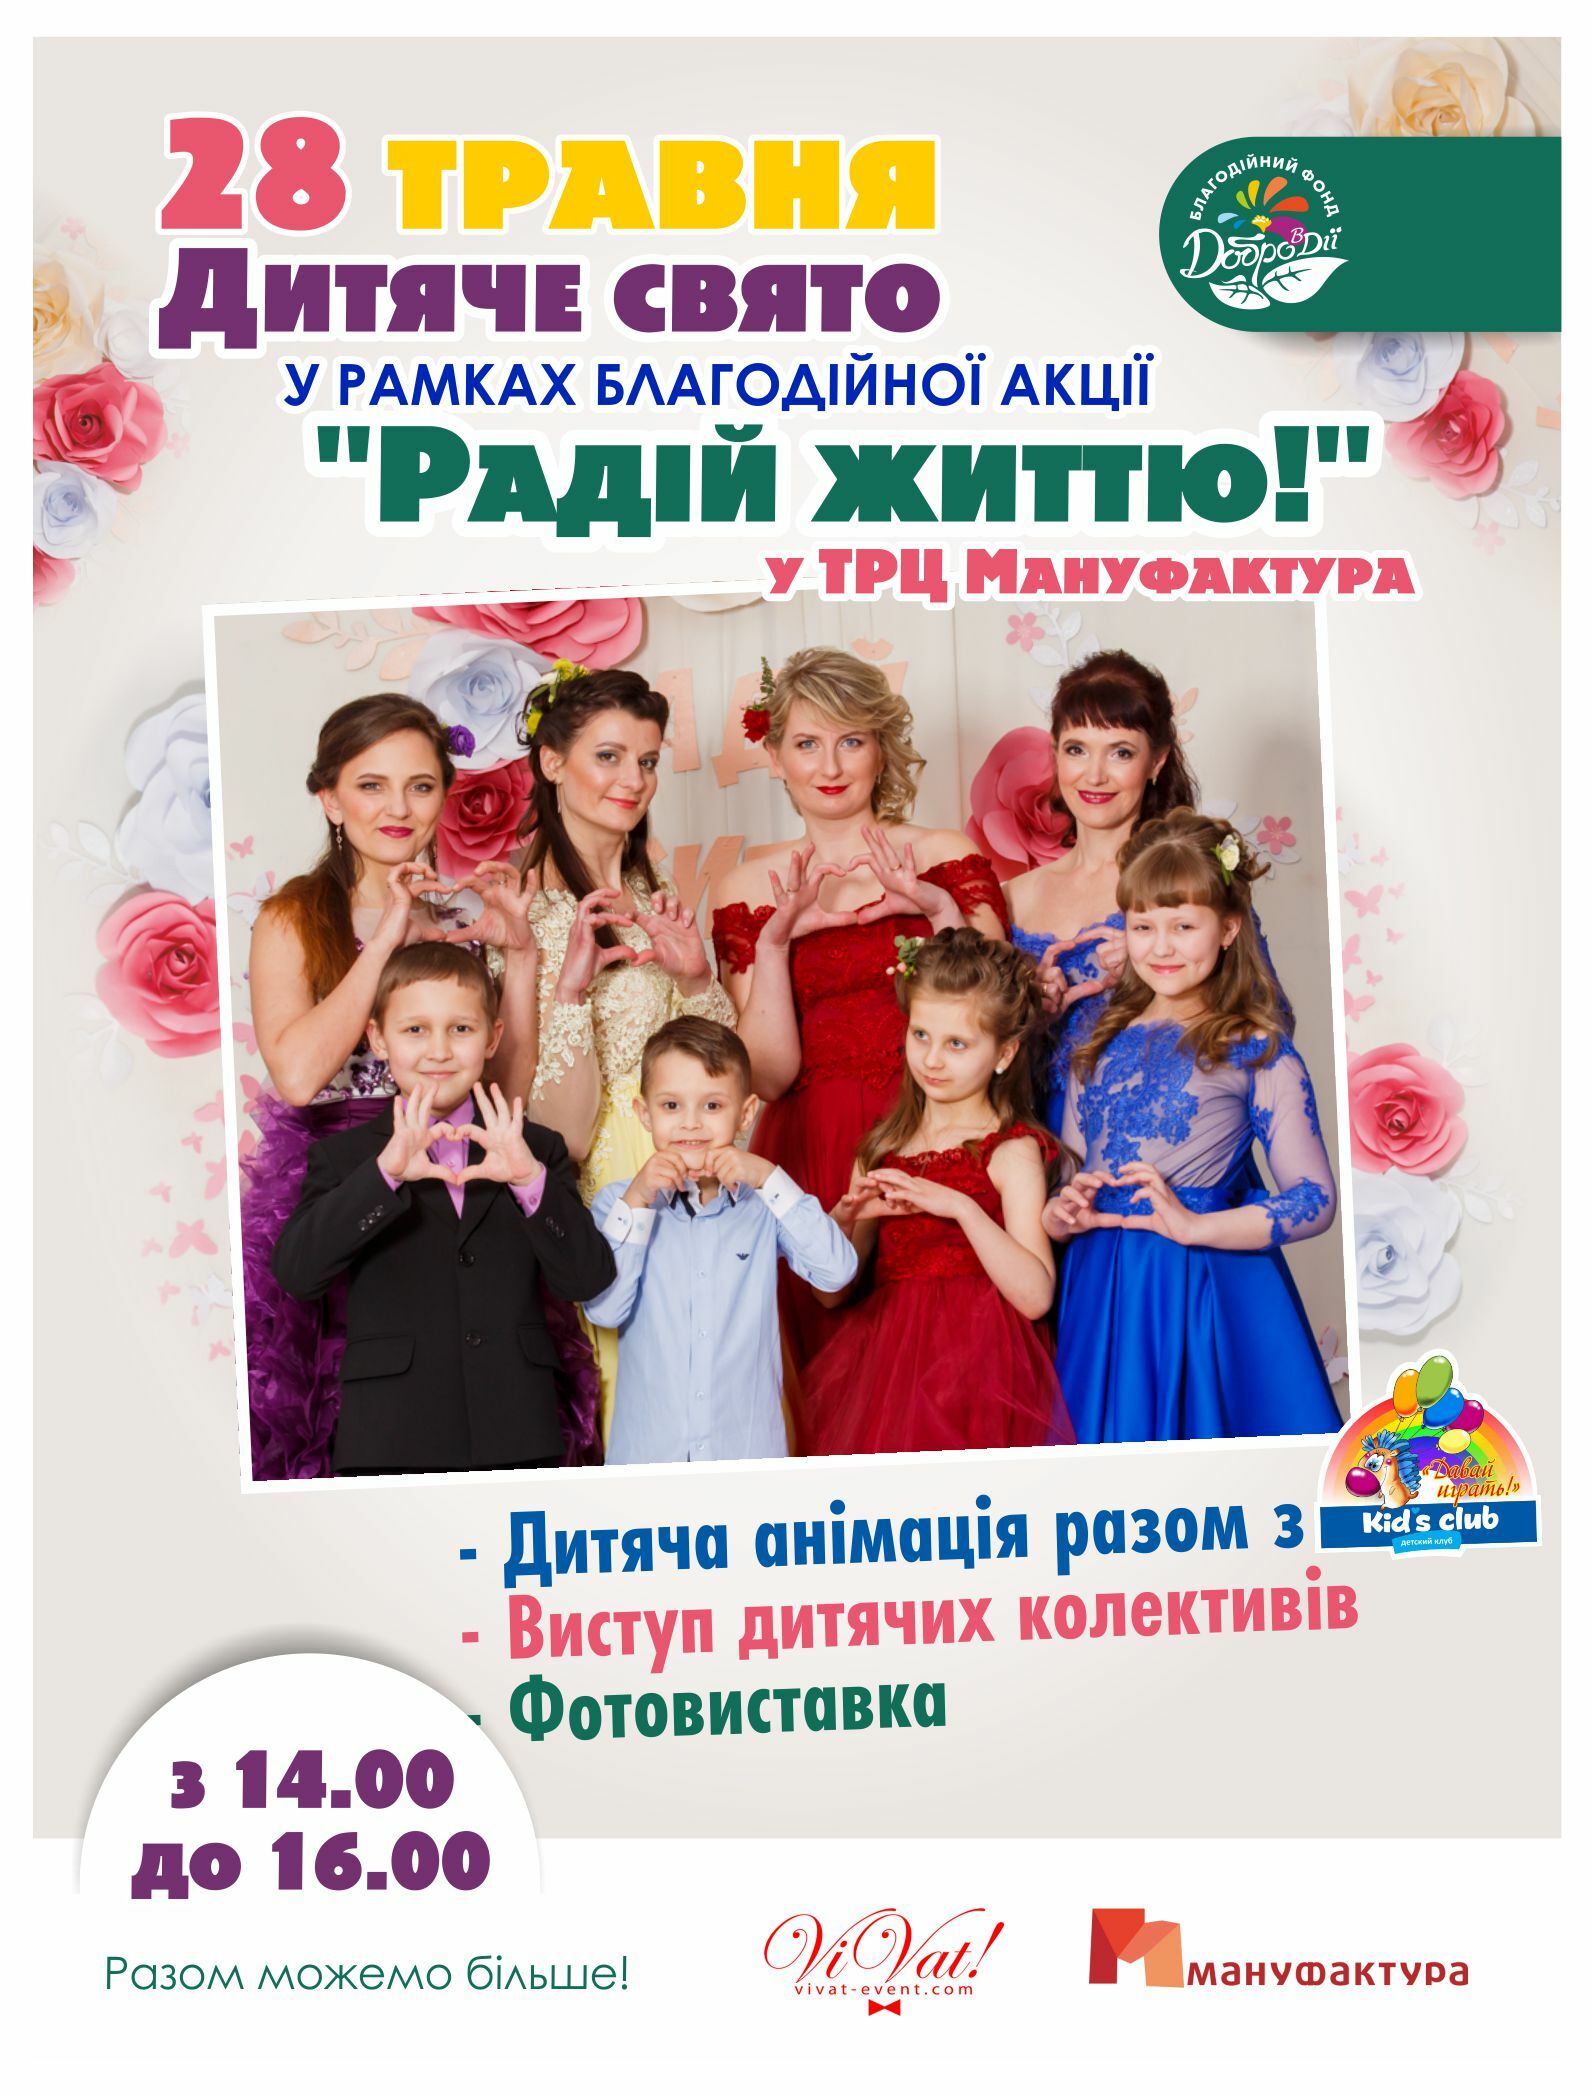 28 ТРАВНЯ
ДИТЯЧЕ СВЯТО
У РАМКАХ БЛАГОДІЙНОЇ АКЦІЇ
"РАДІЙ ЖИТТЮ!"
У ТРЦ МАНУФАКТУРА
БЛАГОДІЙНИЙ ФОНД
Добро в Дії
- Дитяча анімація разом з
«Давай
играть!»
Kid's club
детский клуб
- Виступ дитячих колективів
- Фотовиставка
з 14.00
до 16.00
Разом можемо більше!
ViVat!
vivat-event.com
мануфактура